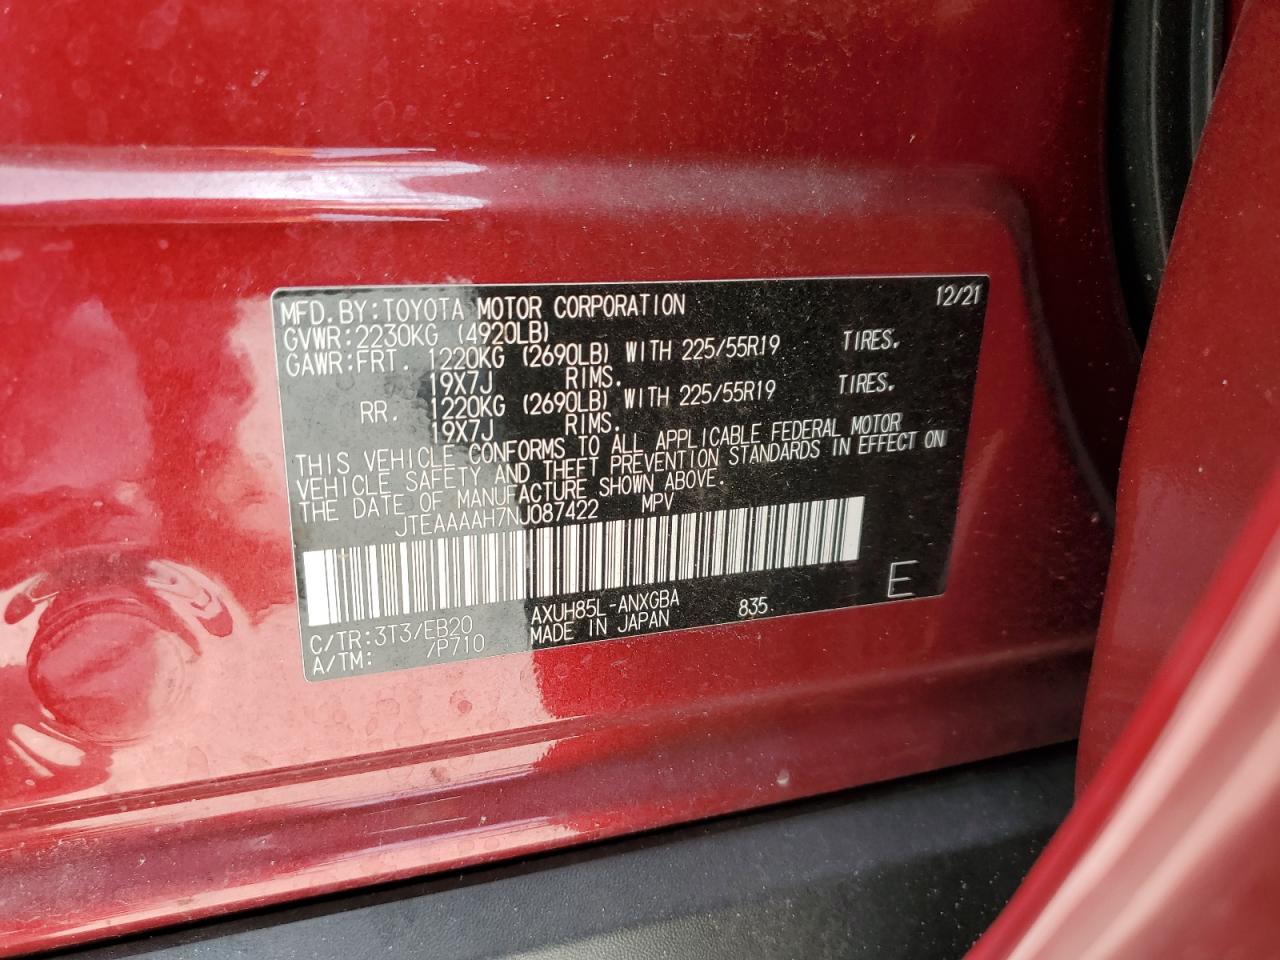 MFD.BY:TOYOTA MOTOR CORPORATION 12/21
GVWR:2230KG (4920LB)
GAWR:FRT. 1220KG (2690LB) WITH 225/55R19 TIRES.
19X7J RIMS.
RR. 1220KG (2690LB) WITH 225/55R19 TIRES.
19X7J RIMS.
THIS VEHICLE CONFORMS TO ALL APPLICABLE FEDERAL MOTOR
VEHICLE SAFETY AND THEFT PREVENTION STANDARDS IN EFFECT ON
THE DATE OF MANUFACTURE SHOWN ABOVE.
JTEAAAAH7NJ087422 MPV
E
C/TR:3T3/EB20 AXUH85L-ANXGBA 835
A/TM: /P710 MADE IN JAPAN